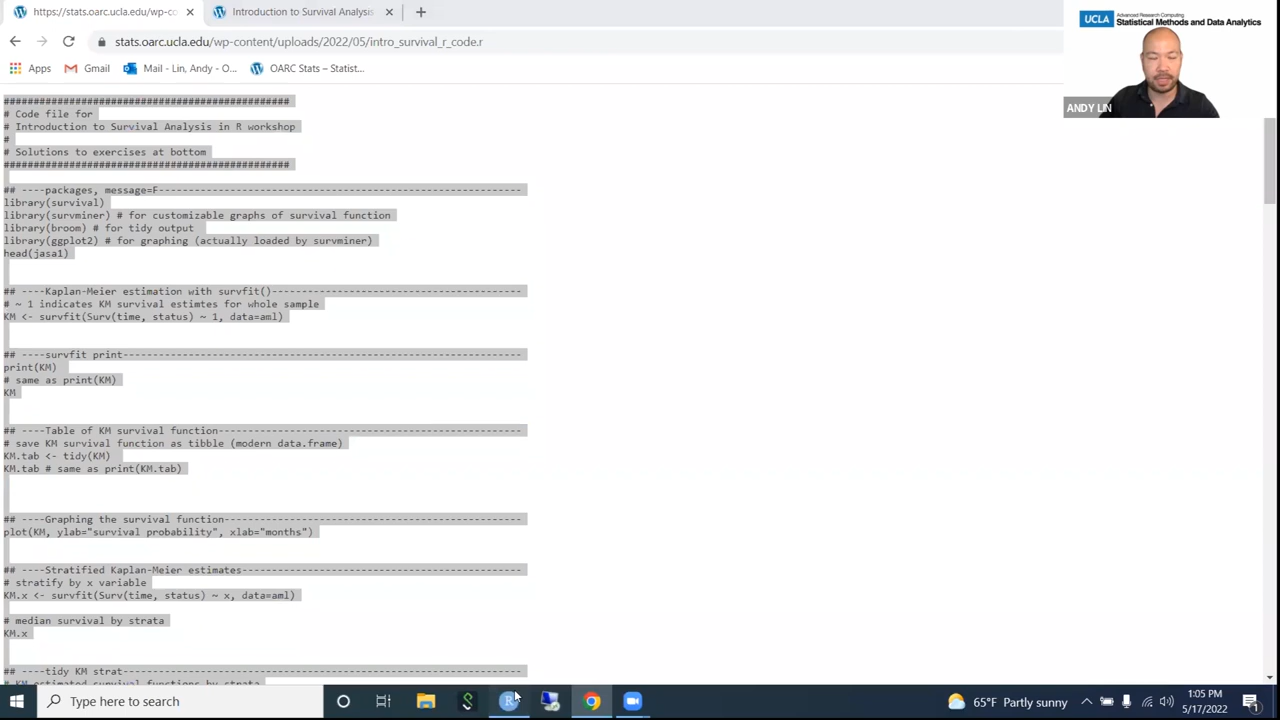 https://stats.oarc.ucla.edu/wp-co
Introduction to Survival Analysis
stats.oarc.ucla.edu/wp-content/uploads/2022/05/intro_survival_r_code.r
Apps
Gmail
Mail - Lin, Andy - O...
OARC Stats – Statist...
UCLA
Advanced Research Computing
Statistical Methods and Data Analytics
ANDY LIN
##################################################
# Code file for
# Introduction to Survival Analysis in R workshop
#
# Solutions to exercises at bottom
##################################################
## ----packages, message=F----------------------------------------------------------------
library(survival)
library(survminer) # for customizable graphs of survival function
library(broom) # for tidy output
library(ggplot2) # for graphing (actually loaded by survminer)
head(jasa1)
## ----Kaplan-Meier estimation with survfit()--------------------------------------------
# ~ 1 indicates KM survival estimtes for whole sample
KM <- survfit(Surv(time, status) ~ 1, data=aml)
## ----survfit print----------------------------------------------------------------------
print(KM)
# same as print(KM)
KM
## ----Table of KM survival function------------------------------------------------------
# save KM survival function as tibble (modern data.frame)
KM.tab <- tidy(KM)
KM.tab # same as print(KM.tab)
## ----Graphing the survival function-----------------------------------------------------
plot(KM, ylab="survival probability", xlab="months")
## ----Stratified Kaplan-Meier estimates--------------------------------------------------
# stratify by x variable
KM.x <- survfit(Surv(time, status) ~ x, data=aml)
# median survival by strata
KM.x
## ----tidy KM strat----------------------------------------------------------------------
# KM estimated survival functions by strata
Type here to search
65°F Partly sunny
1:05 PM
5/17/2022